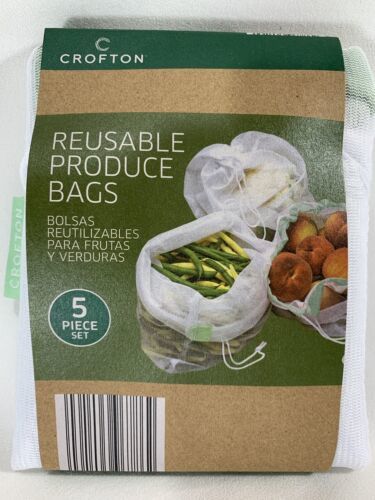 C
CROFTON
REUSABLE
PRODUCE
BAGS
BOLSAS
REUTILIZABLES
PARA FRUTAS
Y VERDURAS
5
PIECE
SET
CROFTON